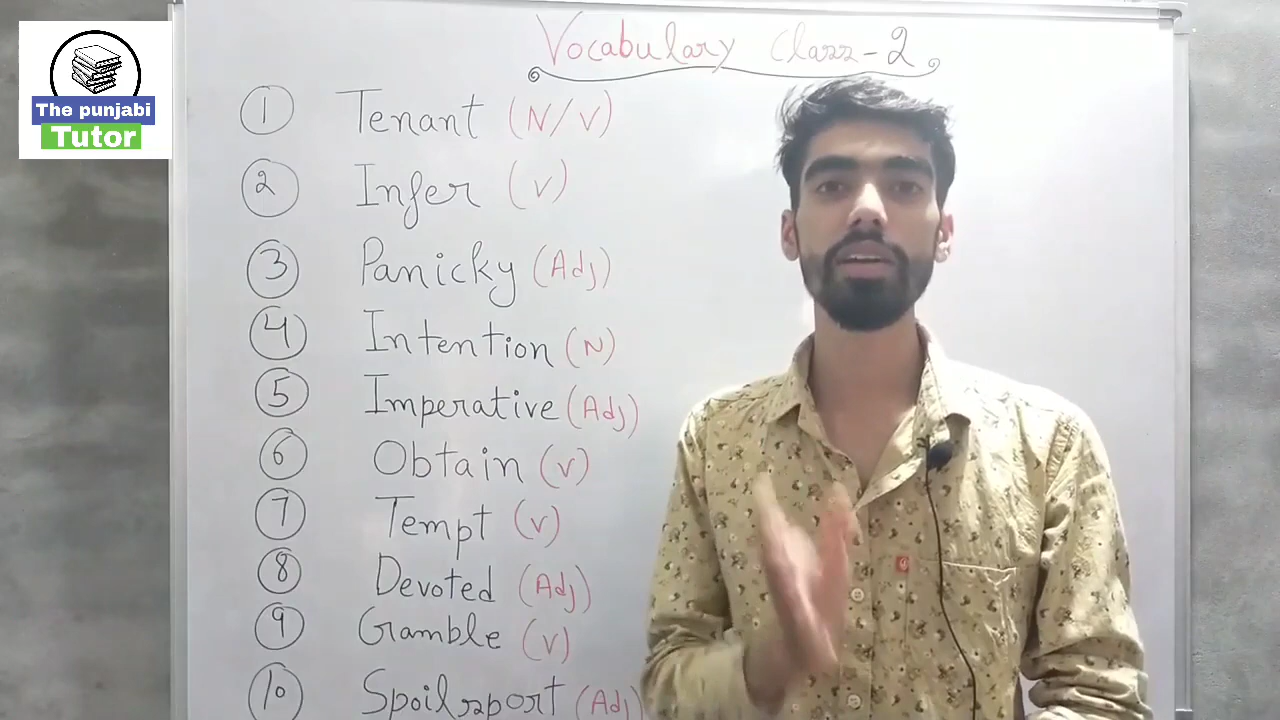 The punjabi
Tutor
Vocabulary Class-2
1 Tenant (N/V)
2 Infer (V)
3 Panicky (Adj)
4 Intention (N)
5 Imperative (Adj)
6 Obtain (V)
7 Tempt (V)
8 Devoted (Adj)
9 Gamble (V)
10 Spoilsport (Adj)